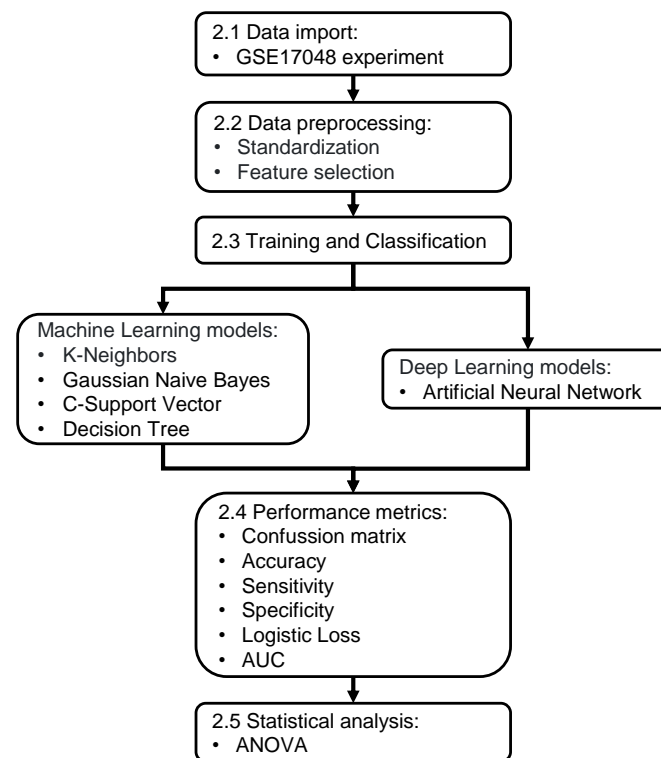 2.1 Data import:
• GSE17048 experiment
2.2 Data preprocessing:
• Standardization
• Feature selection
2.3 Training and Classification
Machine Learning models:
• K-Neighbors
• Gaussian Naive Bayes
• C-Support Vector
• Decision Tree
Deep Learning models:
• Artificial Neural Network
2.4 Performance metrics:
• Confussion matrix
• Accuracy
• Sensitivity
• Specificity
• Logistic Loss
• AUC
2.5 Statistical analysis:
• ANOVA